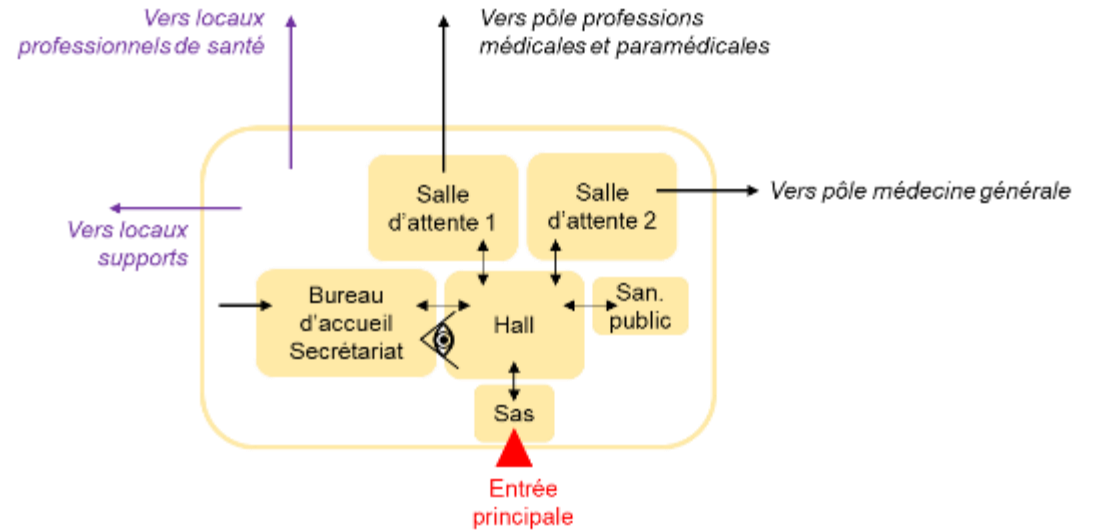 Vers locaux
professionnels de santé
Vers pôle professions
médicales et paramédicales
Salle
d'attente 1
Salle
d'attente 2
Vers pôle médecine générale
Vers locaux
supports
Bureau
d'accueil
Secrétariat
Hall
San.
public
Sas
Entrée
principale